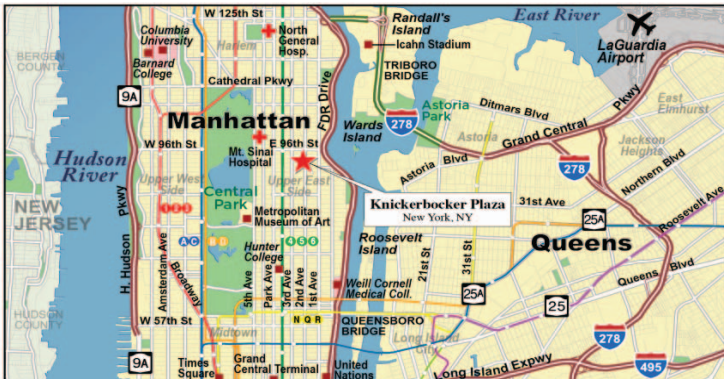 W 125th St
Columbia
University
Barnard
College
Harlem
North
General
Hosp.
Randall's
Island
Icahn Stadium
TRIBORO
BRIDGE
East River
LaGuardia
Airport
BERGEN
COUNTY
Cathedral Pkwy
9A
FDR Drive
Manhattan
278
Astoria
Park
Ditmars Blvd
Pkwy
Grand Central
East
Elmhurst
W 96th St
E 96th St
Mt. Sinai
Hospital
Wards
Island
Astoria
Astoria Blvd
Jackson
Heights
278
Northern Blvd
Hudson
River
Upper West
Side
Central
Park
Upper East
Side
Knickerbocker Plaza
New York, NY
31st Ave
25A
Roosevelt Ave
NEW
JERSEY
H. Hudson Pkwy
1 2 3
A C
B D
Metropolitan
Museum of Art
4 5 6
Hunter
College
Roosevelt
Island
Queens
21st St
31st St
Queens Blvd
Amsterdam Ave
Broadway
5th Ave
Park Ave
3rd Ave
2nd Ave
1st Ave
Weill Cornell
Medical Coll.
25A
25
HUDSON
COUNTY
W 57th St
N Q R
QUEENSBORO
BRIDGE
Midtown
Long Island
City
278
9A
Times
Square
Grand Central Terminal
United
Nations
Long Island Expwy
495